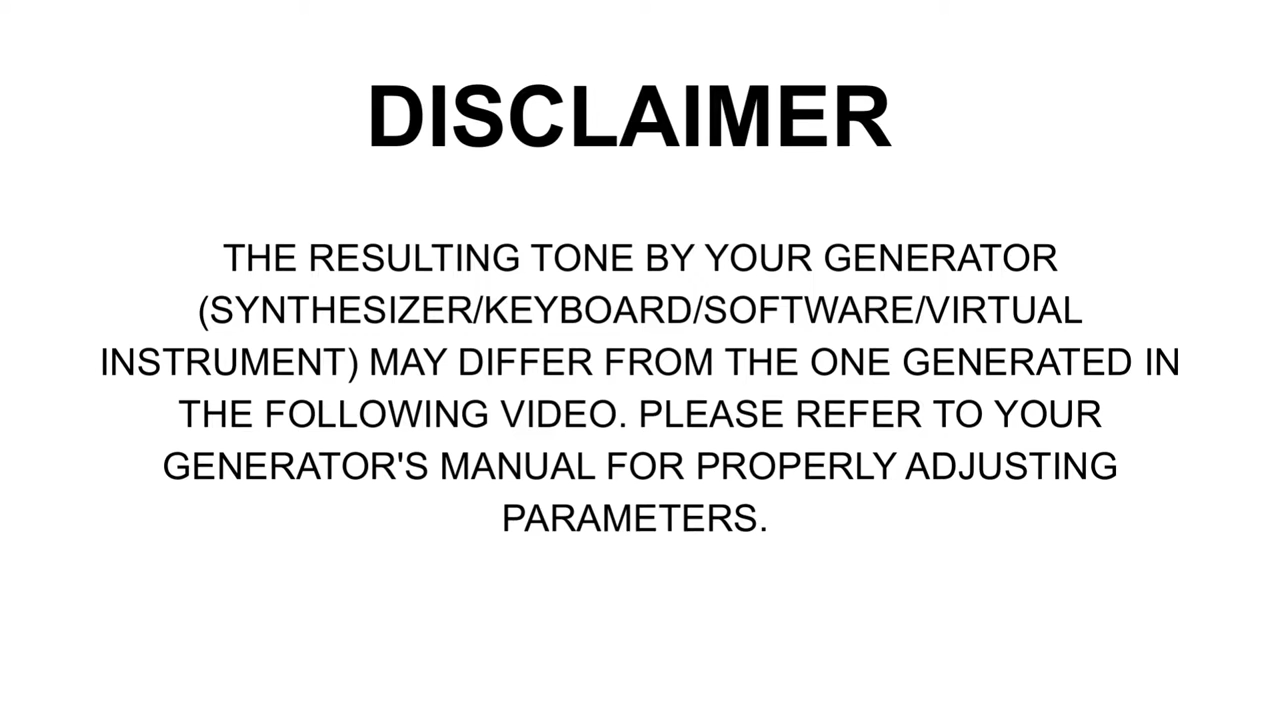 DISCLAIMER
THE RESULTING TONE BY YOUR GENERATOR
(SYNTHESIZER/KEYBOARD/SOFTWARE/VIRTUAL
INSTRUMENT) MAY DIFFER FROM THE ONE GENERATED IN
THE FOLLOWING VIDEO. PLEASE REFER TO YOUR
GENERATOR'S MANUAL FOR PROPERLY ADJUSTING
PARAMETERS.